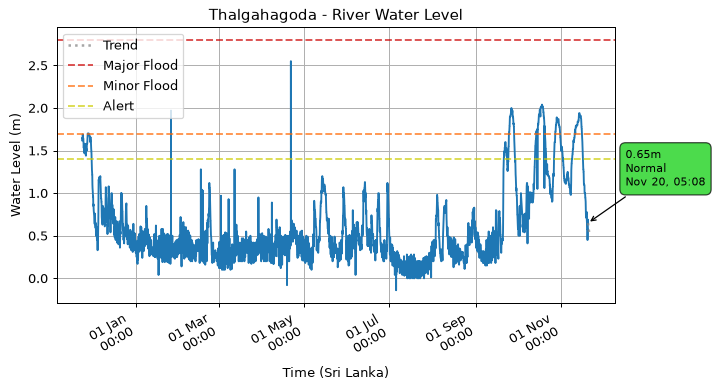 Thalgahagoda - River Water Level
Trend
Major Flood
Minor Flood
Alert
2.5
2.0
1.5
1.0
0.5
0.0
Water Level (m)
0.65m
Normal
Nov 20, 05:08
01 Jan
00:00
01 Mar
00:00
01 May
00:00
01 Jul
00:00
01 Sep
00:00
01 Nov
00:00
Time (Sri Lanka)